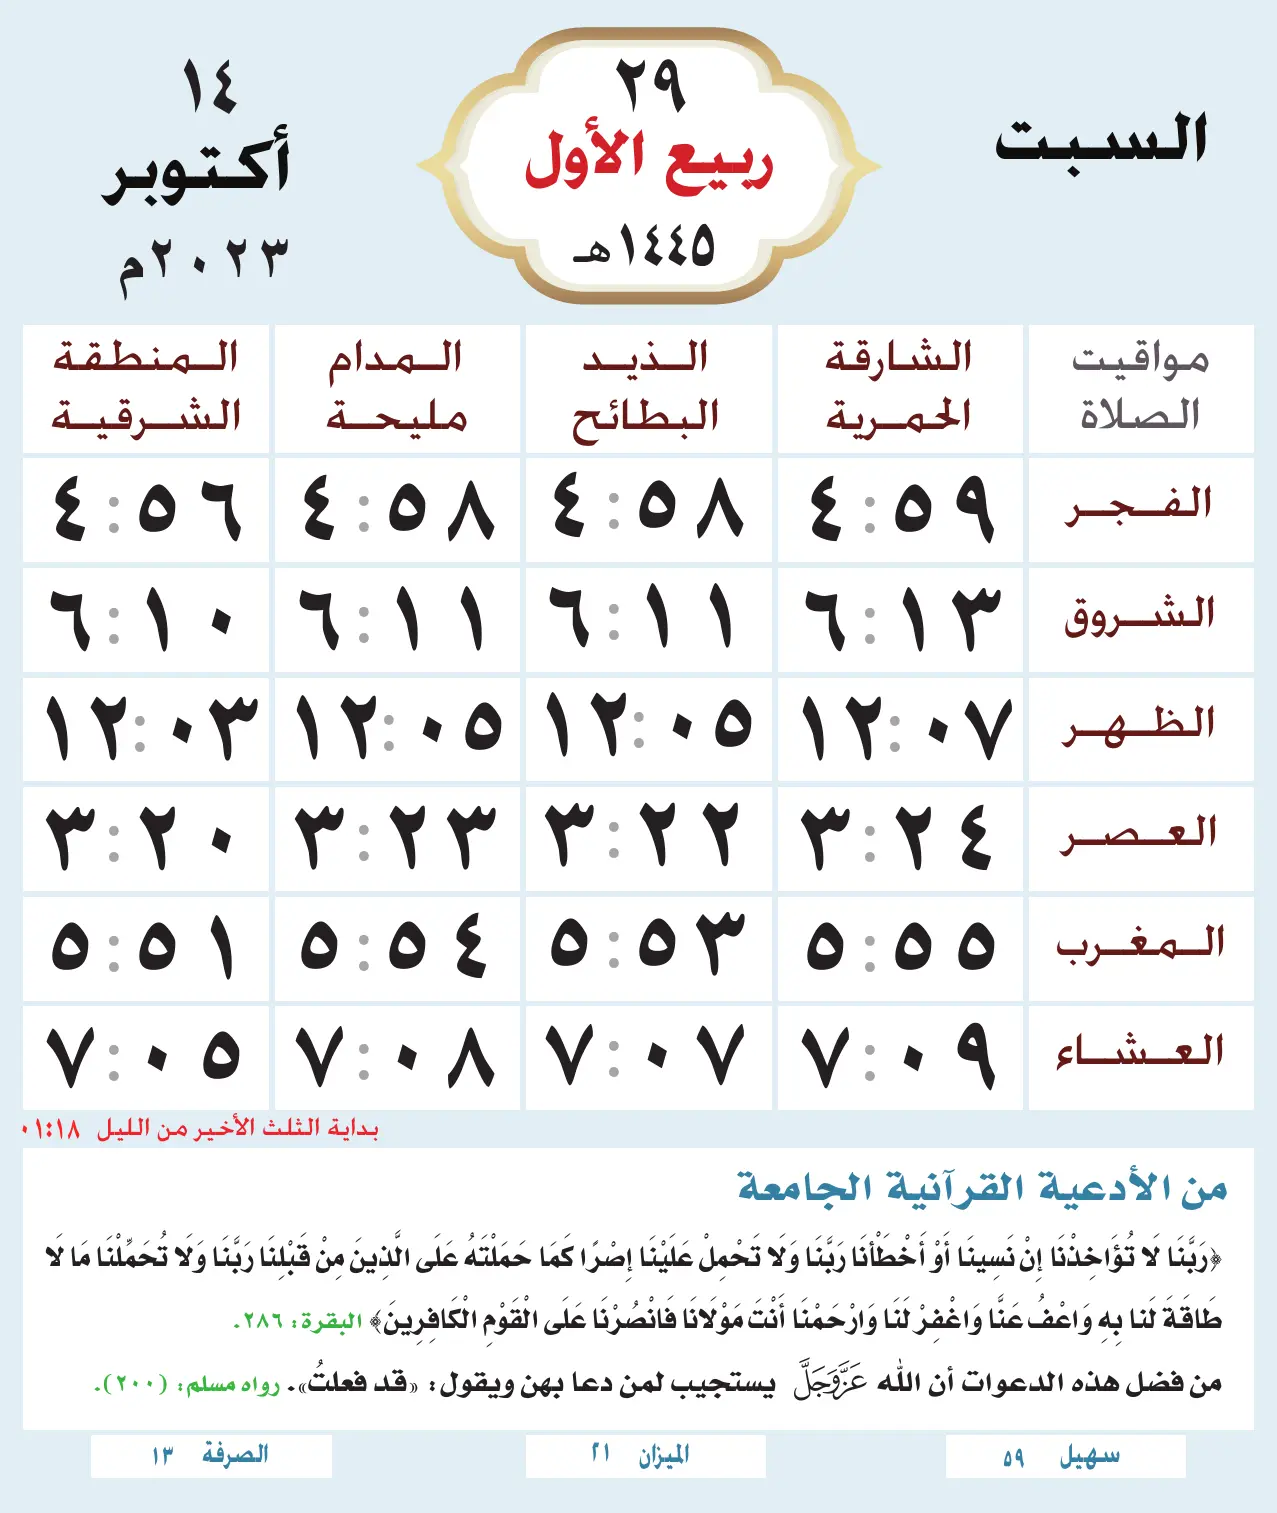 السبت
٢٩
ربيع الأول
١٤٤٥هـ
١٤
أكتوبر
٢٠٢٣م
مواقيت الصلاة
الشارقة الحمرية
الذيد البطائح
المدام مليحة
المنطقة الشرقية
الفجر ٤:٥٩ ٤:٥٨ ٤:٥٨ ٤:٥٦
الشروق ٦:١٣ ٦:١١ ٦:١١ ٦:١٠
الظهر ١٢:٠٧ ١٢:٠٥ ١٢:٠٥ ١٢:٠٣
العصر ٣:٢٤ ٣:٢٢ ٣:٢٣ ٣:٢٠
المغرب ٥:٥٥ ٥:٥٣ ٥:٥٤ ٥:٥١
العشاء ٧:٠٩ ٧:٠٧ ٧:٠٨ ٧:٠٥
بداية الثلث الأخير من الليل ٠١:١٨
من الأدعية القرآنية الجامعة
﴿رَبَّنَا لَا تُؤَاخِذْنَا إِنْ نَسِينَا أَوْ أَخْطَأْنَا رَبَّنَا وَلَا تَحْمِلْ عَلَيْنَا إِصْرًا كَمَا حَمَلْتَهُ عَلَى الَّذِينَ مِنْ قَبْلِنَا رَبَّنَا وَلَا تُحَمِّلْنَا مَا لَا
طَاقَةَ لَنا بِهِ وَاعْفُ عَنَّا وَاغْفِرْ لَنَا وَارْحَمْنَا أَنْتَ مَوْلَانَا فَانْصُرْنَا عَلَى الْقَوْمِ الْكَافِرِينَ﴾ البقرة: ٢٨٦.
من فضل هذه الدعوات أن الله عَزَّوَجَلَّ يستجيب لمن دعا بهن ويقول: «قد فعلتُ». رواه مسلم: (٢٠٠).
سهيل ٥٩
الميزان ٢١
الصرفة ١٣